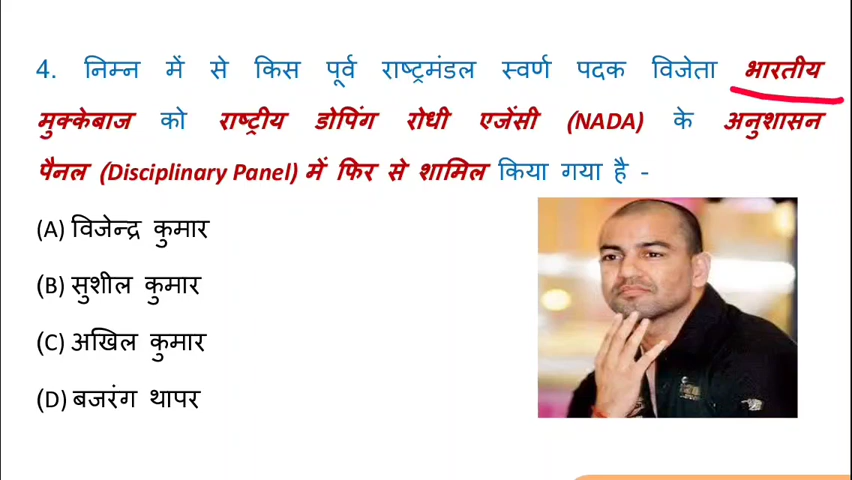 4. निम्न में से किस पूर्व राष्ट्रमंडल स्वर्ण पदक विजेता भारतीय
मुक्केबाज को राष्ट्रीय डोपिंग रोधी एजेंसी (NADA) के अनुशासन
पैनल (Disciplinary Panel) में फिर से शामिल किया गया है -
(A) विजेन्द्र कुमार
(B) सुशील कुमार
(C) अखिल कुमार
(D) बजरंग थापर